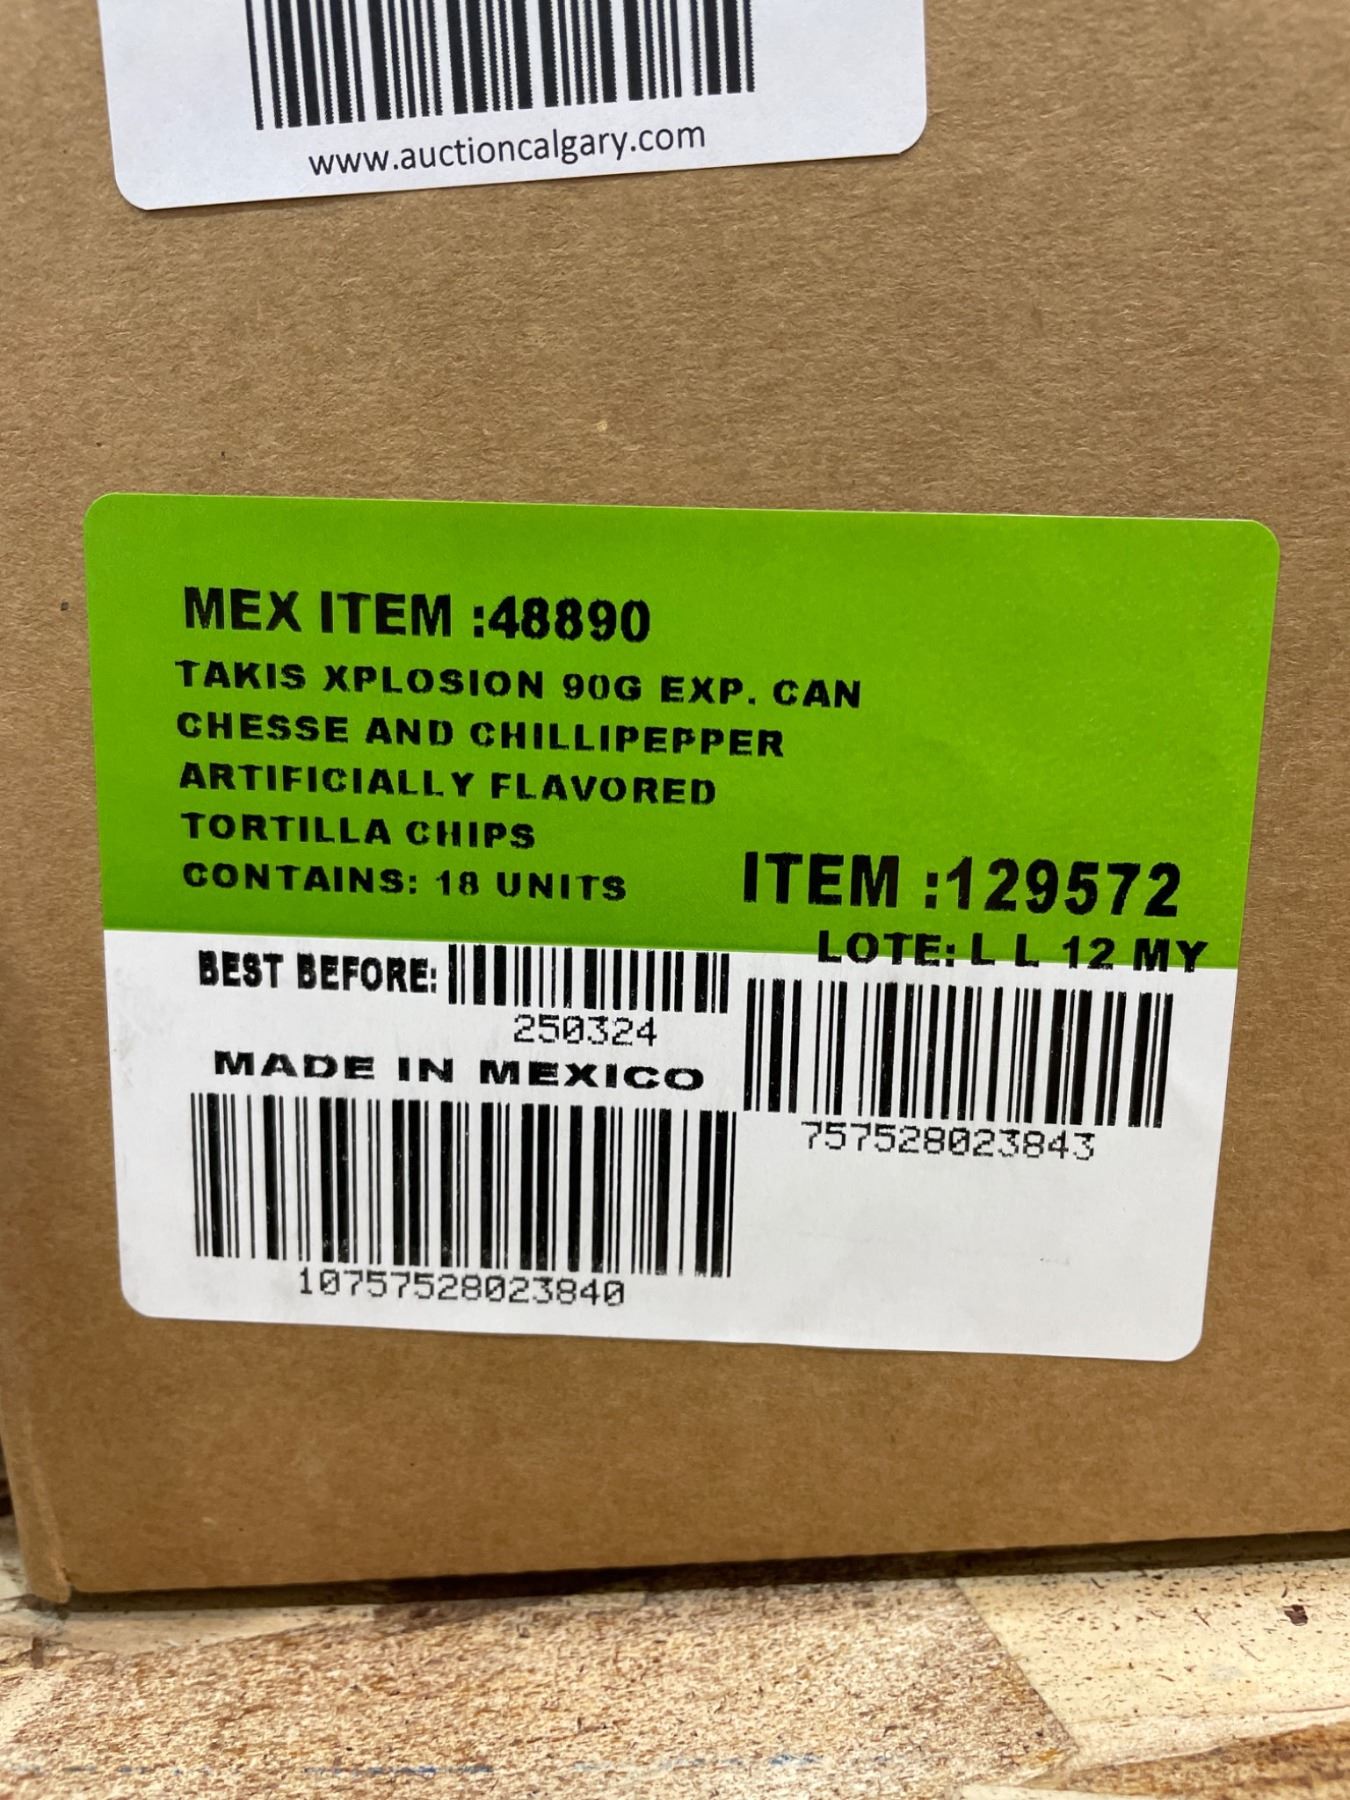 www.auctioncalgary.com
MEX ITEM :48890
TAKIS XPLOSION 90G EXP. CAN
CHESSE AND CHILLIPEPPER
ARTIFICIALLY FLAVORED
TORTILLA CHIPS
CONTAINS: 18 UNITS
ITEM :129572
LOTE: L L 12 MY
BEST BEFORE:
250324
MADE IN MEXICO
757528023843
10757528023840